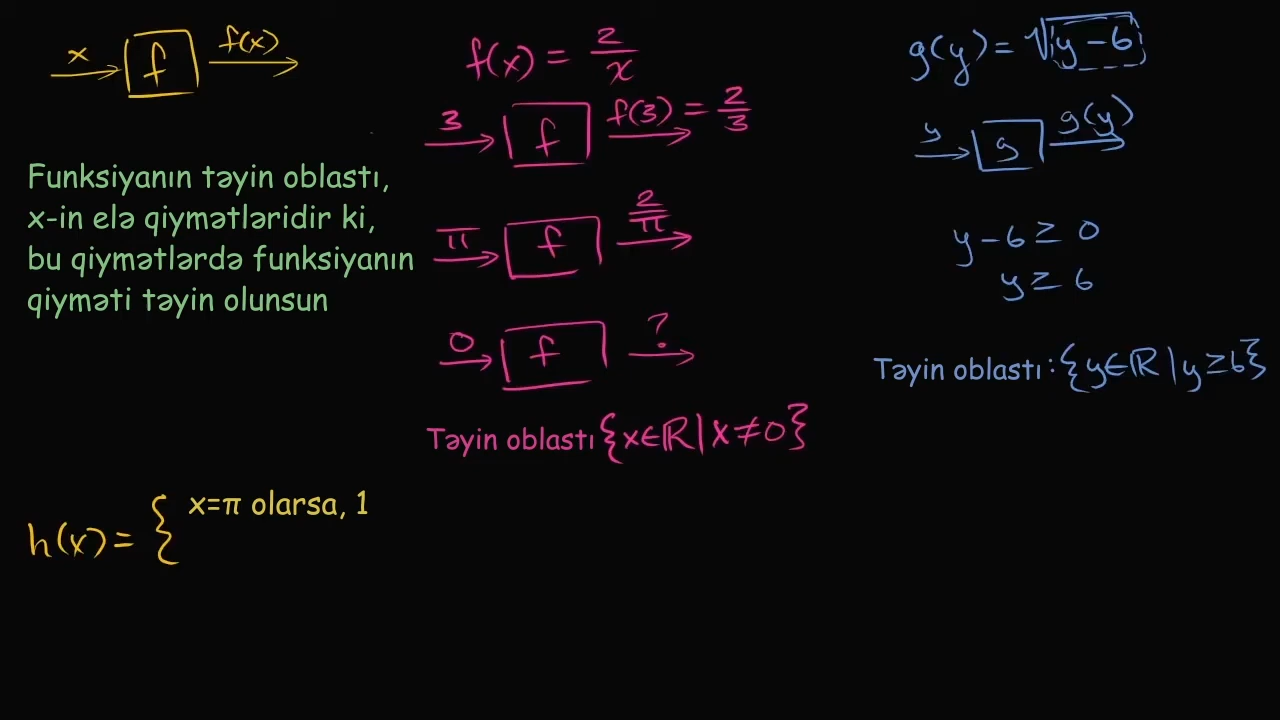 x f f(x)
Funksiyanın təyin oblastı,
x-in elə qiymətləridir ki,
bu qiymətlərdə funksiyanın
qiyməti təyin olunsun
f(x) = 2/x
3 f f(3) = 2/3
π f 2/π
0 f ?
Təyin oblastı {x∈ℝ | x ≠ 0}
g(y) = √(y − 6)
y g g(y)
y − 6 ≥ 0
y ≥ 6
Təyin oblastı : {y∈ℝ | y ≥ 6}
h(x) = { x=π olarsa, 1